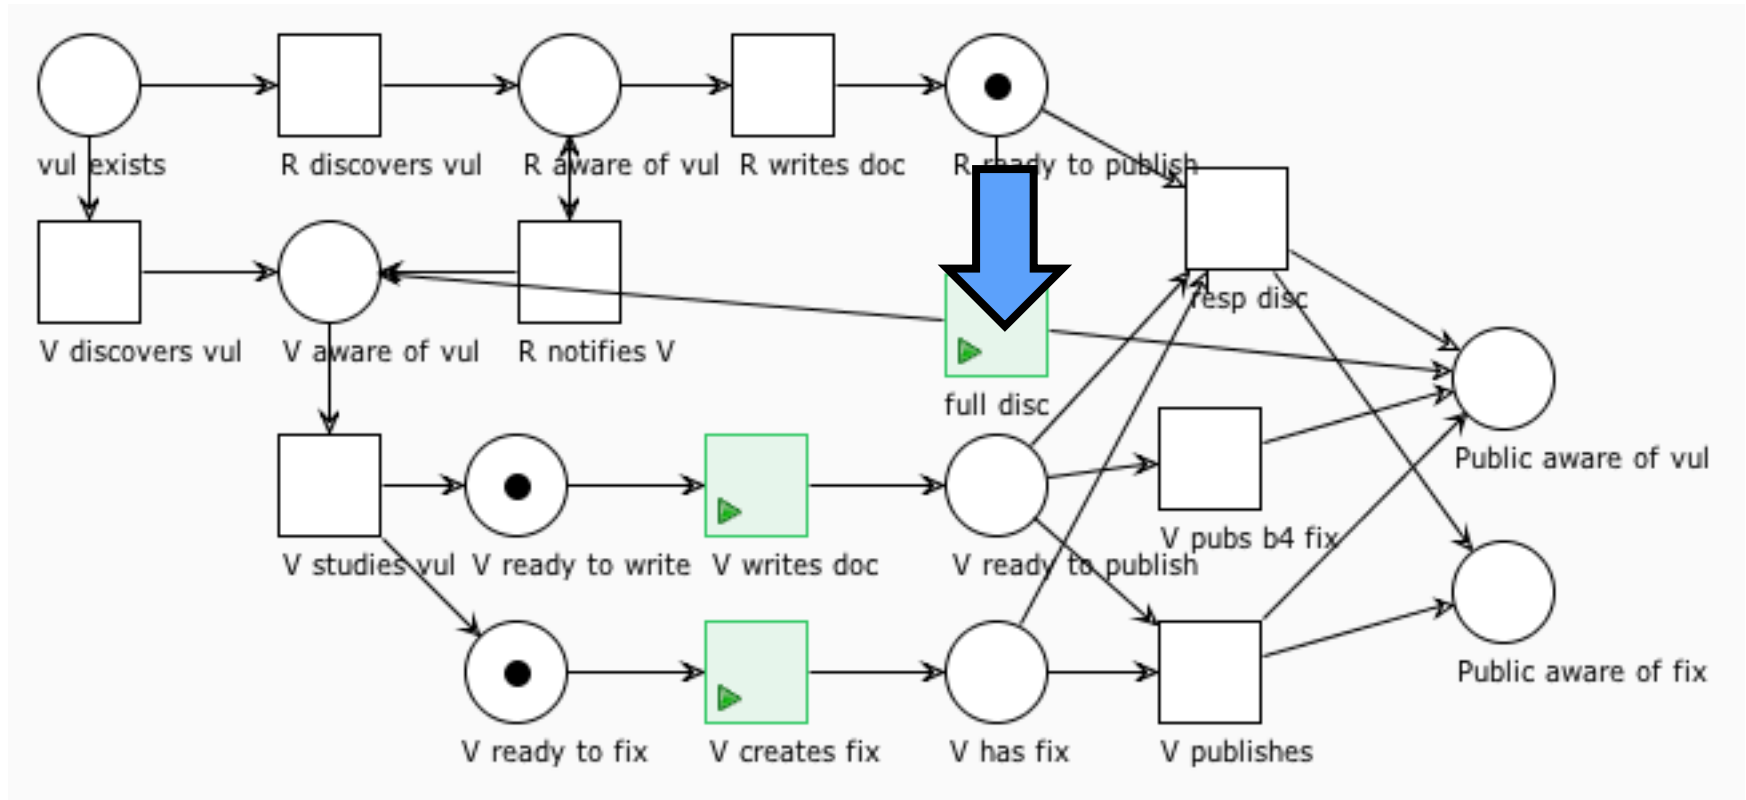 vul exists
R discovers vul
R aware of vul
R writes doc
R ready to publish
V discovers vul
V aware of vul
R notifies V
resp disc
full disc
Public aware of vul
V studies vul
V ready to write
V writes doc
V ready to publish
V pubs b4 fix
Public aware of fix
V ready to fix
V creates fix
V has fix
V publishes